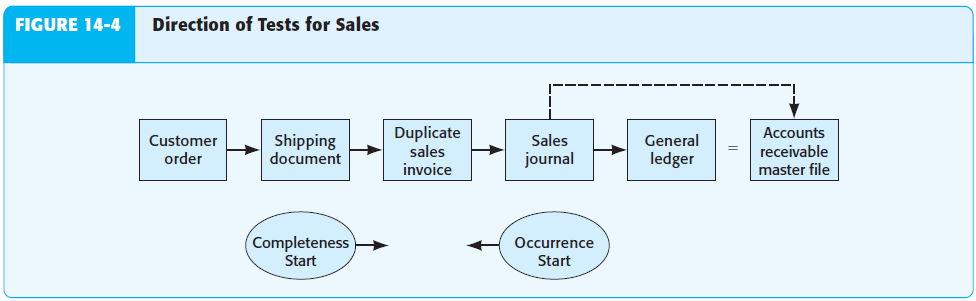 FIGURE 14-4
Direction of Tests for Sales
Customer
order
Shipping
document
Duplicate
sales
invoice
Sales
journal
General
ledger
=
Accounts
receivable
master file
Completeness
Start
Occurrence
Start